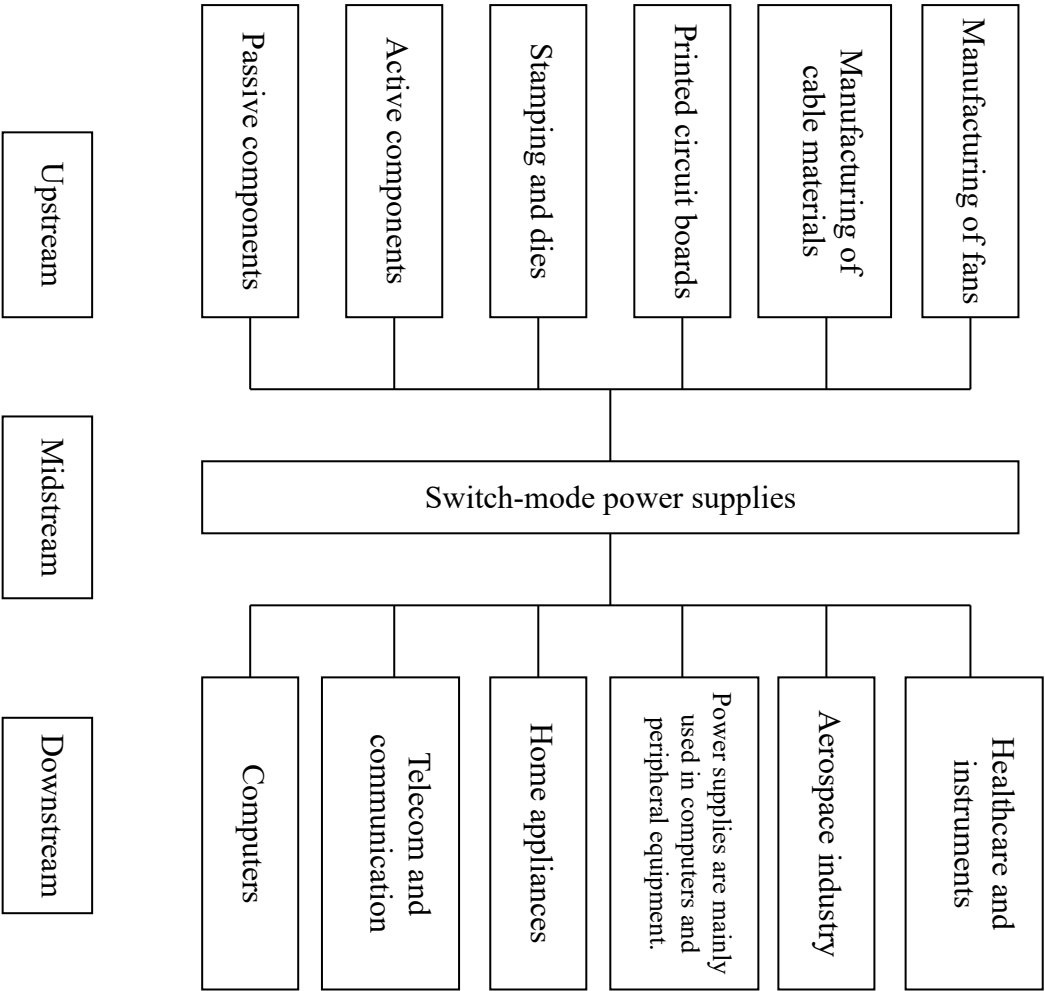 Upstream
Passive components
Active components
Stamping and dies
Printed circuit boards
Manufacturing of
cable materials
Manufacturing of fans
Midstream
Switch-mode power supplies
Downstream
Computers
Telecom and
communication
Home appliances
Power supplies are mainly
used in computers and
peripheral equipment.
Aerospace industry
Healthcare and
instruments